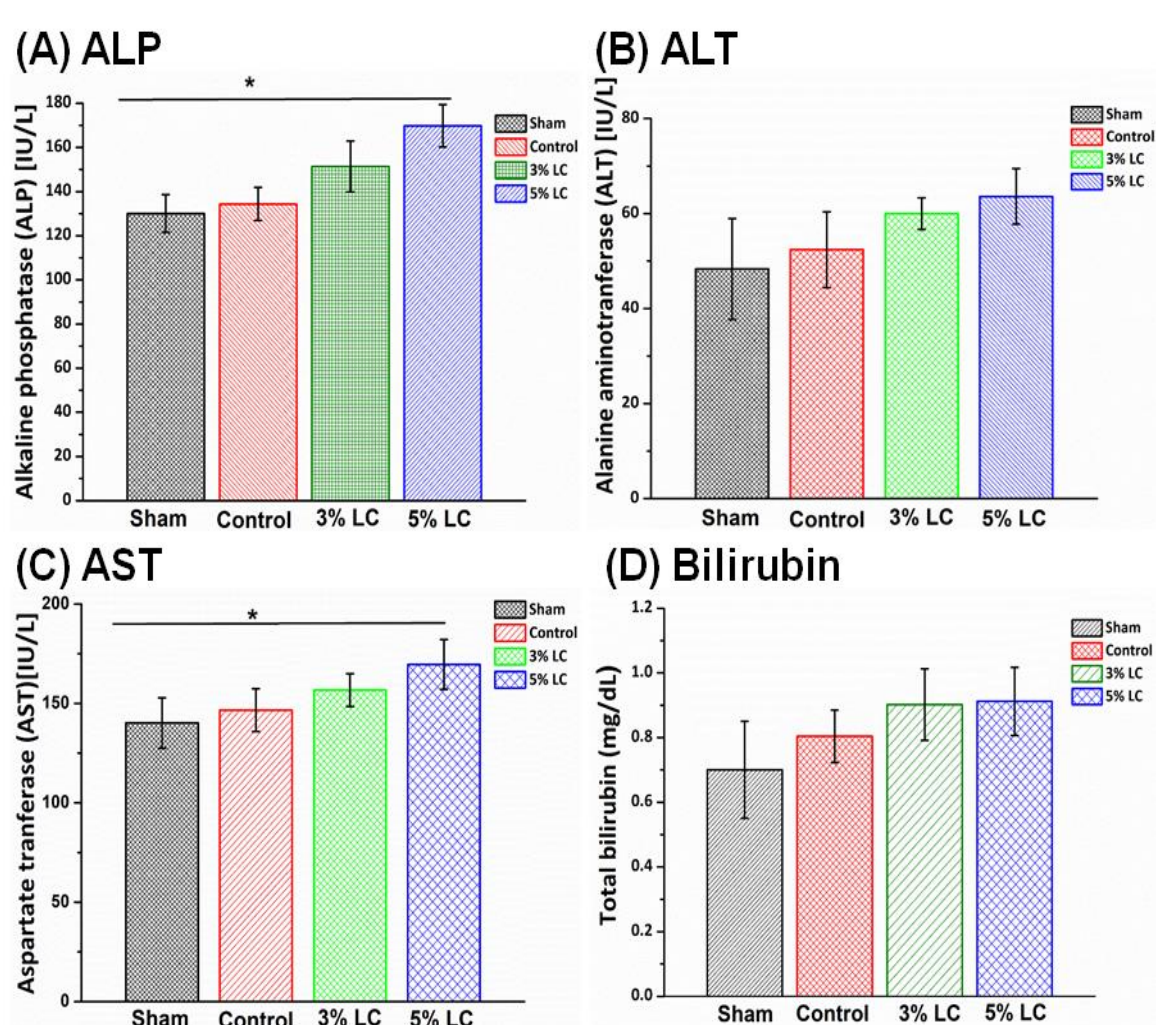 (A) ALP
*
Alkaline phosphatase (ALP) [IU/L]
180
160
140
120
100
80
60
40
20
0
Sham
Control
3% LC
5% LC
Sham Control 3% LC 5% LC
(B) ALT
Alanine aminotranferase (ALT) [IU/L]
80
60
40
20
0
Sham
Control
3% LC
5% LC
Sham Control 3% LC 5% LC
(C) AST
*
Aspartate tranferase (AST)[IU/L]
200
150
100
50
0
Sham
Control
3% LC
5% LC
Sham Control 3% LC 5% LC
(D) Bilirubin
Total bilirubin (mg/dL)
1.2
1.0
0.8
0.6
0.4
0.2
0.0
Sham
Control
3% LC
5% LC
Sham Control 3% LC 5% LC